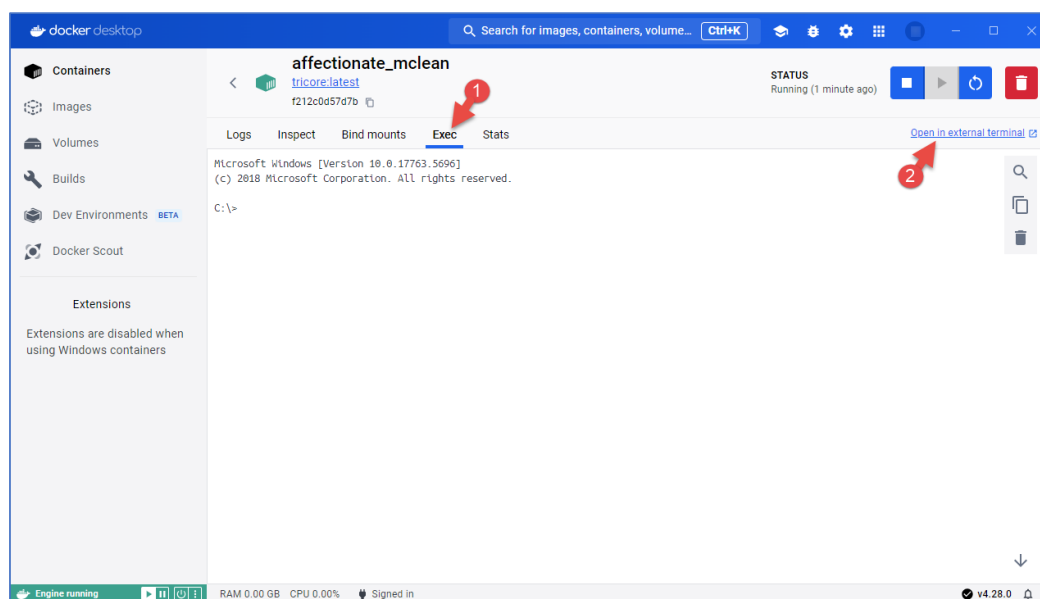 docker desktop
Search for images, containers, volume... Ctrl+K
Containers
Images
Volumes
Builds
Dev Environments BETA
Docker Scout
Extensions
Extensions are disabled when
using Windows containers
affectionate_mclean
tricore:latest
f212c0d57d7b
STATUS
Running (1 minute ago)
1
Logs Inspect Bind mounts Exec Stats
Open in external terminal
2
Microsoft Windows [Version 10.0.17763.5696]
(c) 2018 Microsoft Corporation. All rights reserved.
C:\>
Engine running
RAM 0.00 GB CPU 0.00% Signed in
v4.28.0